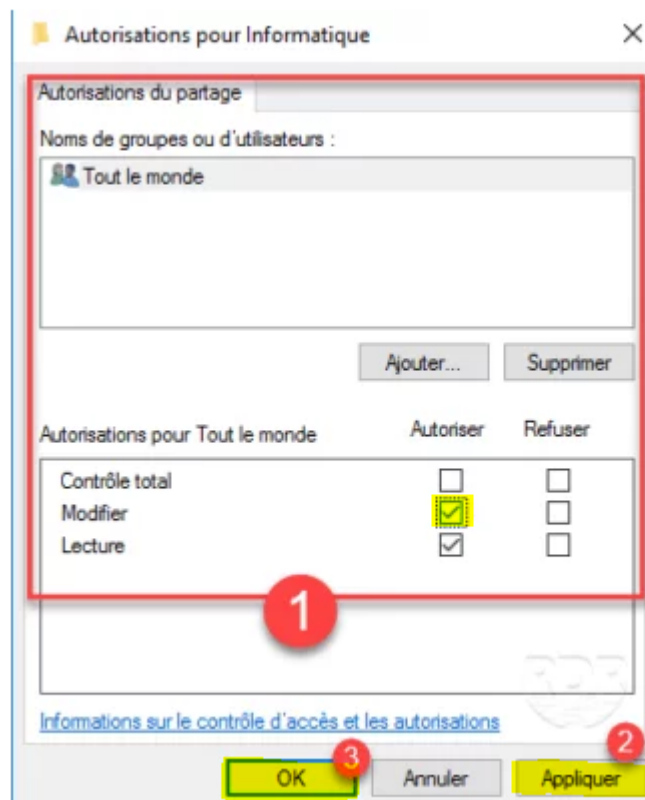 Autorisations pour Informatique
Autorisations du partage
Noms de groupes ou d'utilisateurs :
Tout le monde
Ajouter...
Supprimer
Autorisations pour Tout le monde Autoriser Refuser
Contrôle total
Modifier
Lecture
1
Informations sur le contrôle d'accès et les autorisations
3
2
OK Annuler Appliquer